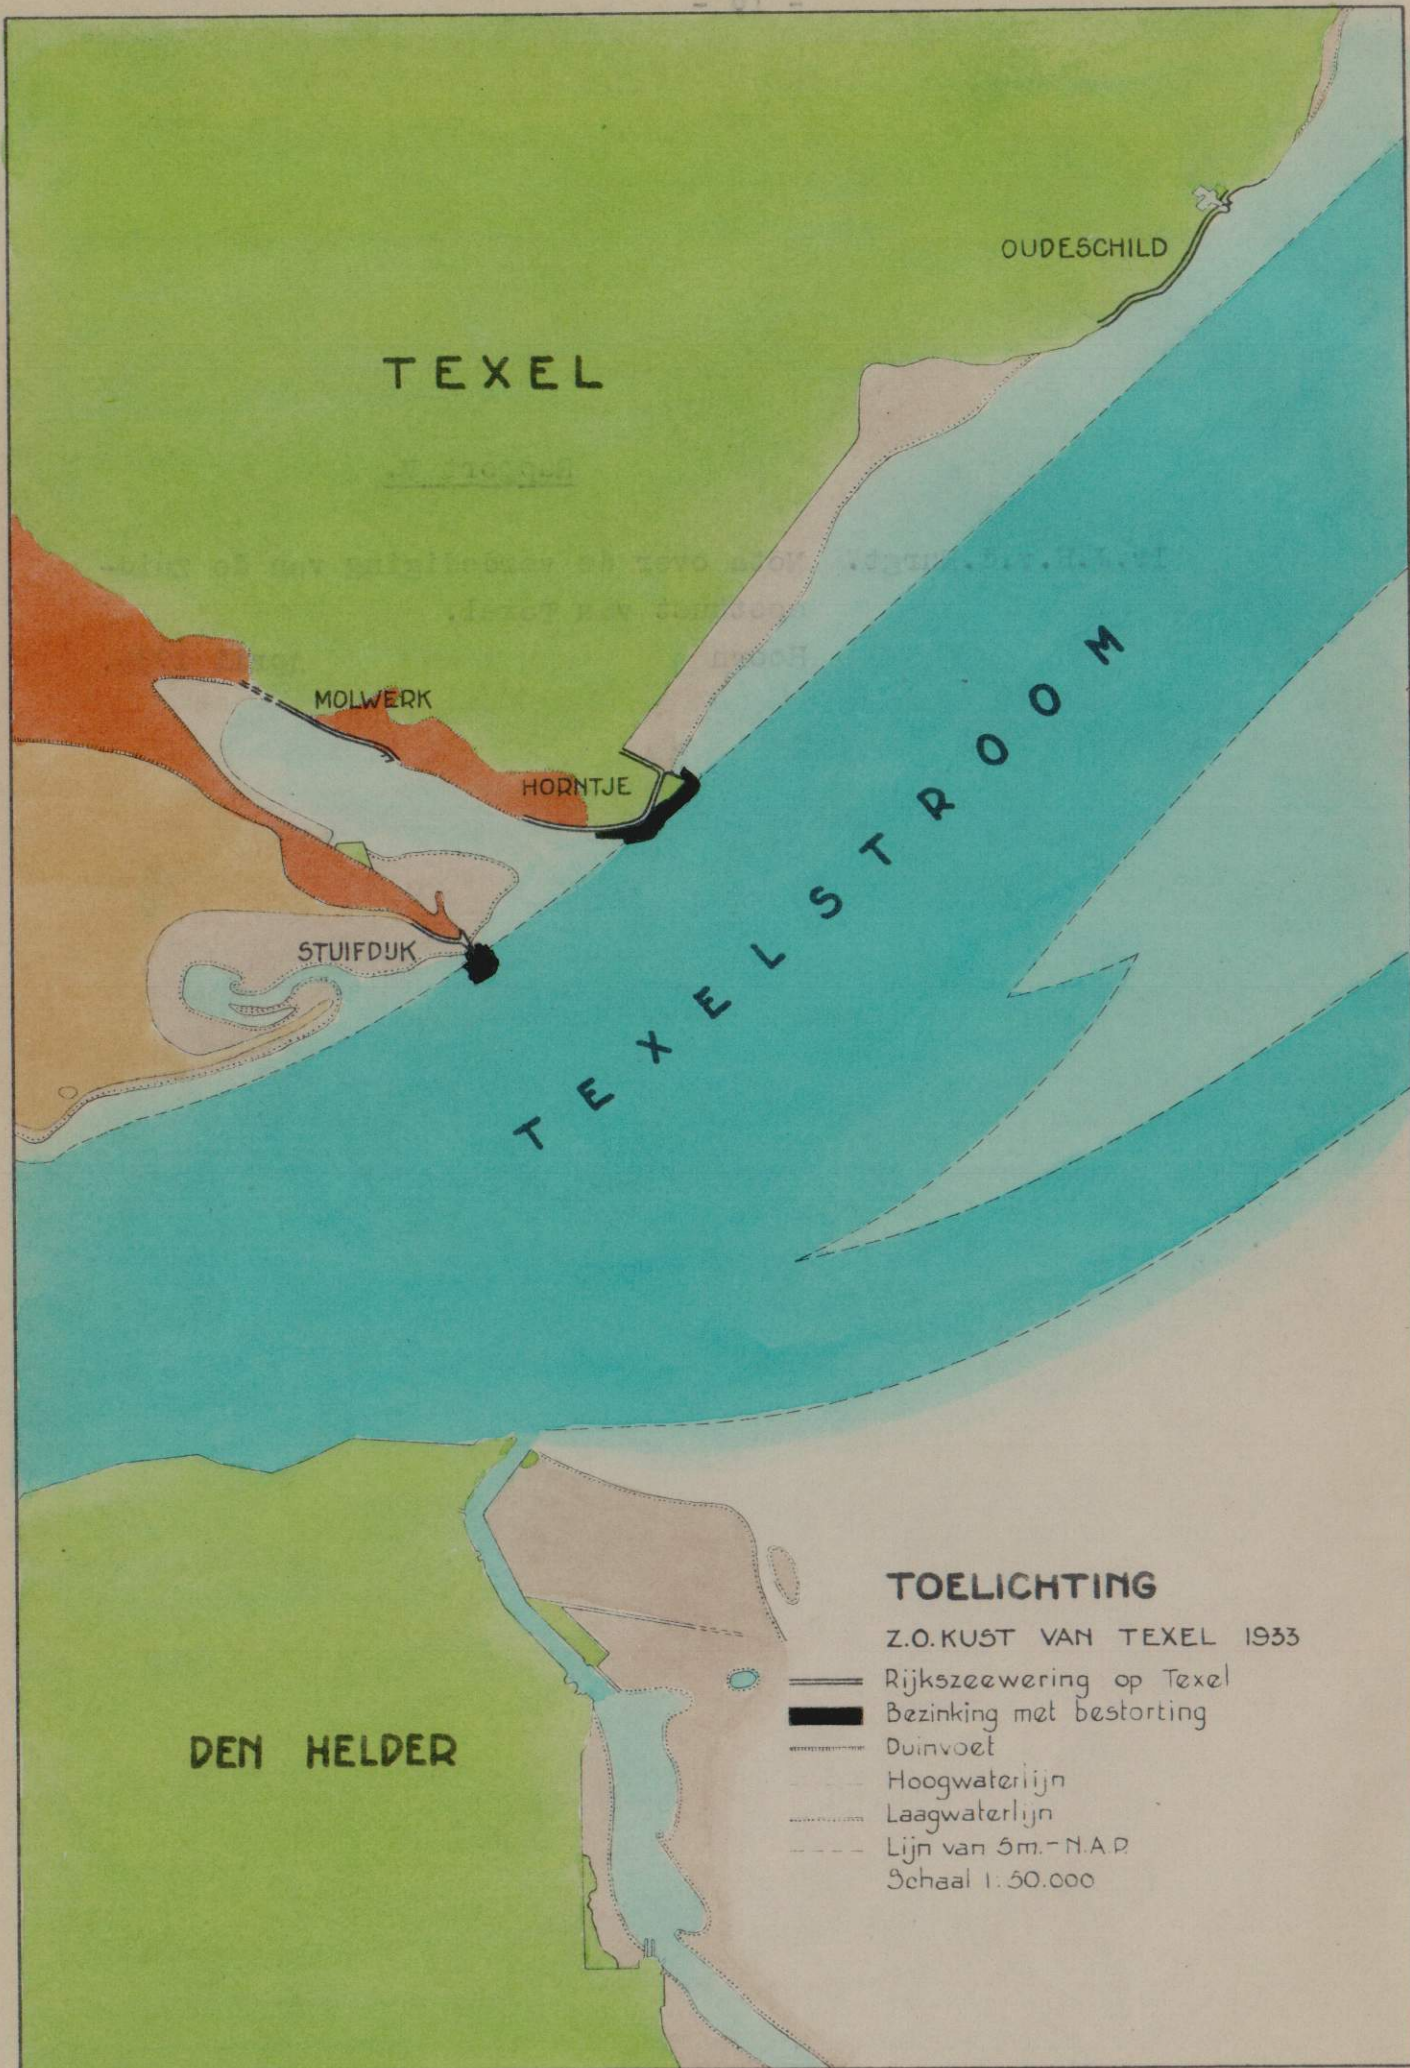 OUDESCHILD
TEXEL
MOLWERK
HORNTJE
STUIFDIJK
TEXELSTROOM
DEN HELDER
TOELICHTING
Z.O. KUST VAN TEXEL 1933
Rijkszeewering op Texel
Bezinking met bestorting
Duinvoet
Hoogwaterlijn
Laagwaterlijn
Lijn van 5m.- N.A.P.
Schaal 1:50.000